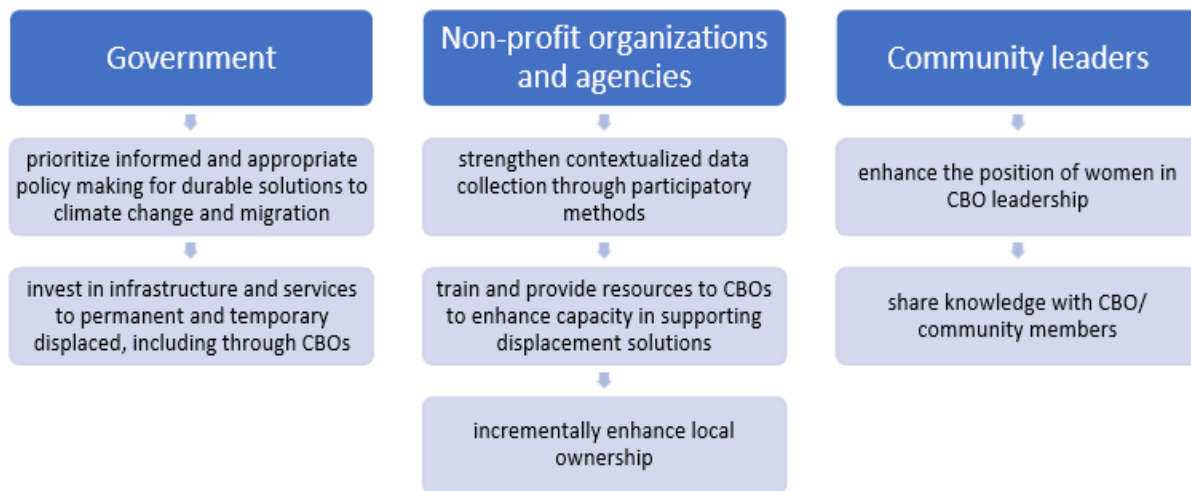 Government
prioritize informed and appropriate
policy making for durable solutions to
climate change and migration
invest in infrastructure and services
to permanent and temporary
displaced, including through CBOs
Non-profit organizations
and agencies
strengthen contextualized data
collection through participatory
methods
train and provide resources to CBOs
to enhance capacity in supporting
displacement solutions
incrementally enhance local
ownership
Community leaders
enhance the position of women in
CBO leadership
share knowledge with CBO/
community members